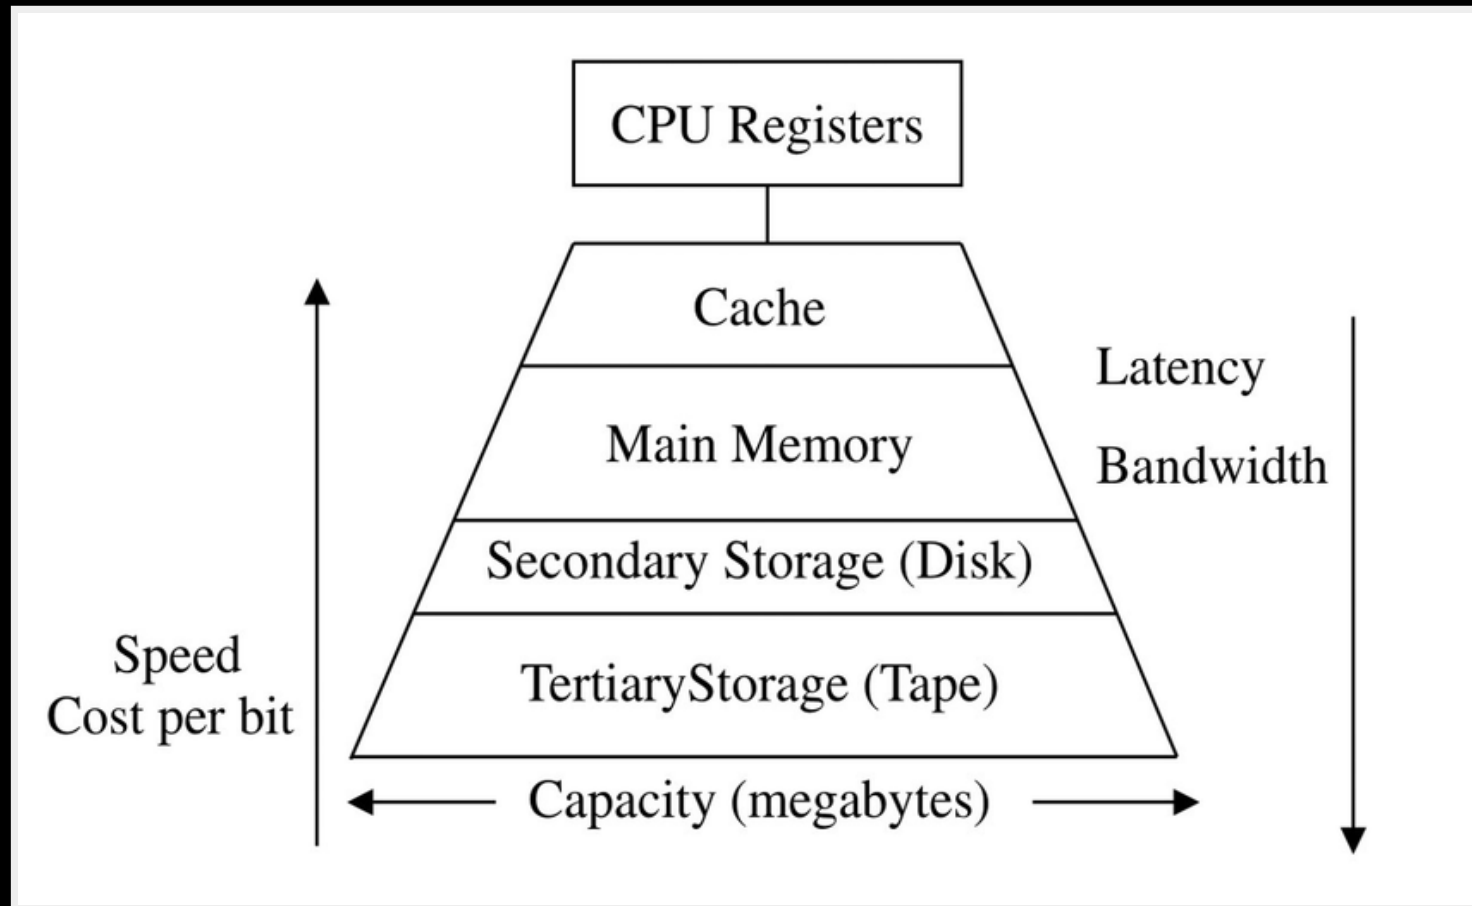 CPU Registers
Cache
Latency
Main Memory
Bandwidth
Secondary Storage (Disk)
Speed
TertiaryStorage (Tape)
Cost per bit
Capacity (megabytes)